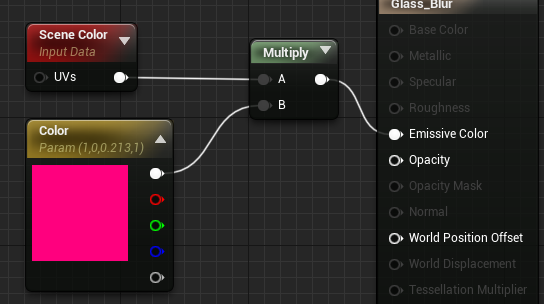 Scene Color
Input Data
UVs
Color
Param (1,0,0.213,1)
Multiply
A
B
Glass_Blur
Base Color
Metallic
Specular
Roughness
Emissive Color
Opacity
Opacity Mask
Normal
World Position Offset
World Displacement
Tessellation Multiplier